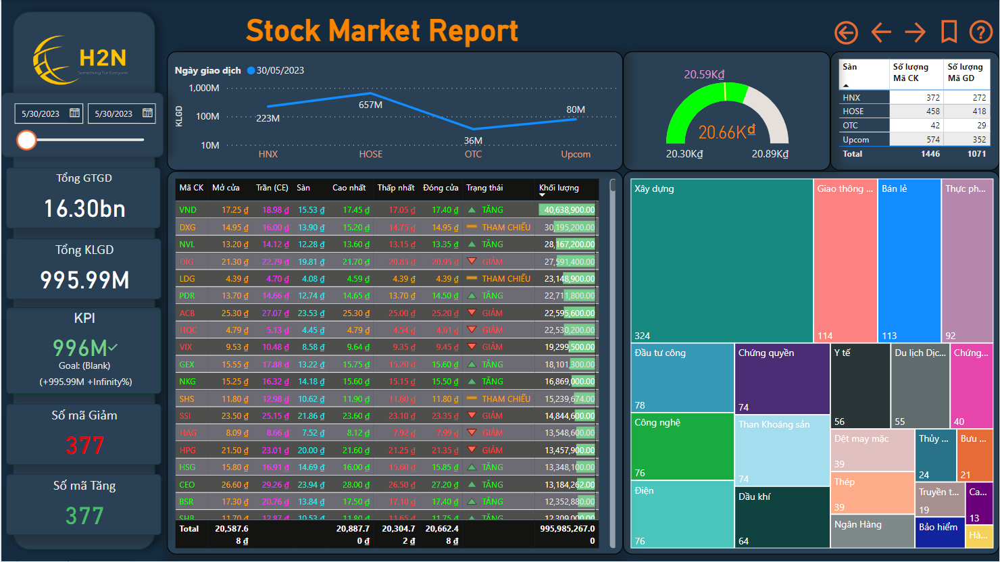 Stock Market Report
H2N
Something For Everyone
5/30/2023 5/30/2023
Tổng GTGD
16.30bn
Tổng KLGD
995.99M
KPI
996M
Goal: (Blank)
(+995.99M +Infinity%)
Số mã Giảm
377
Số mã Tăng
377
Ngày giao dịch 30/05/2023
KLGD
1,000M
100M
10M
223M
657M
36M
80M
HNX HOSE OTC Upcom
20.59K₫
20.66K₫
20.30K₫ 20.89K₫
Sàn Số lượng Mã CK Số lượng Mã GD
HNX 372 272
HOSE 458 418
OTC 42 29
Upcom 574 352
Total 1446 1071
Mã CK Mở cửa Trần (CE) Sàn Cao nhất Thấp nhất Đóng cửa Trạng thái Khối lượng
VND 17.25 ₫ 18.98 ₫ 15.53 ₫ 17.45 ₫ 17.05 ₫ 17.40 ₫ TĂNG 40,638,900.00
DXG 14.95 ₫ 16.00 ₫ 13.90 ₫ 15.20 ₫ 14.75 ₫ 14.95 ₫ THAM CHIẾU 30,195,200.00
NVL 13.20 ₫ 14.12 ₫ 12.28 ₫ 13.60 ₫ 13.15 ₫ 13.35 ₫ TĂNG 28,167,200.00
DIG 21.30 ₫ 22.79 ₫ 19.81 ₫ 21.70 ₫ 20.85 ₫ 20.95 ₫ GIẢM 27,591,400.00
LDG 4.39 ₫ 4.70 ₫ 4.08 ₫ 4.59 ₫ 4.39 ₫ 4.39 ₫ THAM CHIẾU 23,148,900.00
PDR 13.70 ₫ 14.66 ₫ 12.74 ₫ 14.65 ₫ 13.70 ₫ 14.50 ₫ TĂNG 22,711,800.00
ACB 25.30 ₫ 27.07 ₫ 23.53 ₫ 25.30 ₫ 25.00 ₫ 25.20 ₫ GIẢM 22,595,600.00
HQC 4.79 ₫ 5.13 ₫ 4.45 ₫ 4.79 ₫ 4.54 ₫ 4.61 ₫ GIẢM 22,530,200.00
VIX 9.53 ₫ 10.48 ₫ 8.58 ₫ 9.64 ₫ 9.35 ₫ 9.45 ₫ GIẢM 19,299,500.00
GEX 15.55 ₫ 17.88 ₫ 13.22 ₫ 15.75 ₫ 15.20 ₫ 15.60 ₫ TĂNG 18,101,300.00
NKG 15.25 ₫ 16.32 ₫ 14.18 ₫ 15.60 ₫ 15.15 ₫ 15.50 ₫ TĂNG 16,869,000.00
SHS 11.80 ₫ 12.98 ₫ 10.62 ₫ 11.90 ₫ 11.60 ₫ 11.80 ₫ THAM CHIẾU 15,239,674.00
SSI 23.50 ₫ 25.15 ₫ 21.86 ₫ 23.60 ₫ 23.10 ₫ 23.35 ₫ GIẢM 14,844,600.00
HAG 8.09 ₫ 8.66 ₫ 7.52 ₫ 8.12 ₫ 7.92 ₫ 7.99 ₫ GIẢM 13,548,600.00
HPG 21.50 ₫ 23.01 ₫ 20.00 ₫ 21.60 ₫ 21.25 ₫ 21.35 ₫ GIẢM 13,457,900.00
HSG 15.80 ₫ 16.91 ₫ 14.69 ₫ 16.00 ₫ 15.60 ₫ 15.85 ₫ TĂNG 13,348,100.00
CEO 26.60 ₫ 29.26 ₫ 23.94 ₫ 28.00 ₫ 26.50 ₫ 27.20 ₫ TĂNG 13,184,262.00
BSR 17.30 ₫ 20.76 ₫ 13.84 ₫ 17.50 ₫ 17.10 ₫ 17.40 ₫ TĂNG 12,352,880.00
SHB 11.70 ₫ 12.87 ₫ 10.53 ₫ 11.80 ₫ 11.65 ₫ 11.75 ₫ TĂNG 12,309,000.00
Total 20,587.6 20,887.7 20,304.7 20,662.4 995,985,267.0
8 ₫ 0 ₫ 2 ₫ 8 ₫ 0
Xây dựng
324
Giao thông ...
114
Bán lẻ
113
Thực ph...
92
Đầu tư công
78
Công nghệ
76
Điện
76
Chứng quyền
74
Than Khoáng sản
74
Dầu khí
64
Y tế
56
Du lịch Dịc...
55
Chứng...
40
Dệt may mặc
39
Thép
39
Ngân Hàng
Thủy ...
24
Bưu ...
21
Truyền t...
19
Ca...
13
Bảo hiểm
Hà...